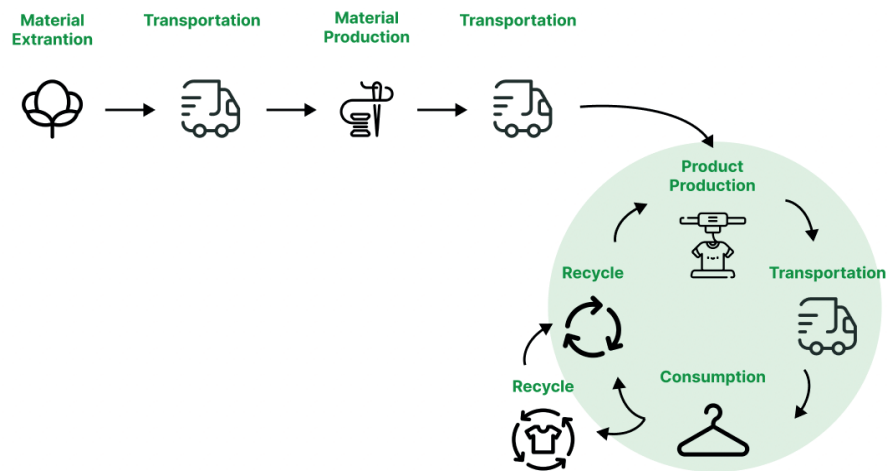 Material
Extrantion
Transportation
Material
Production
Transportation
Product
Production
Recycle
Transportation
Consumption
Recycle